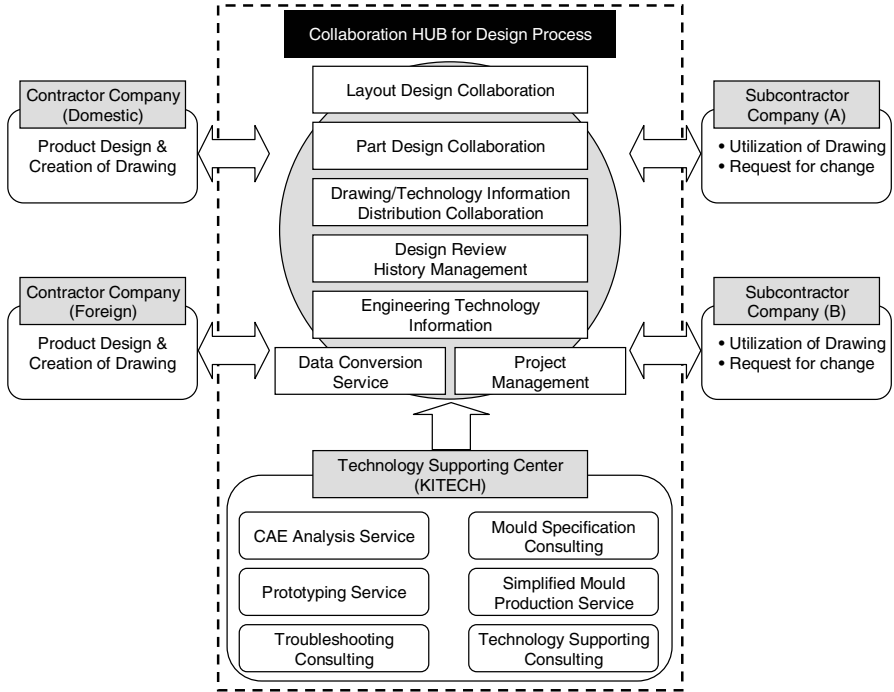 Collaboration HUB for Design Process
Layout Design Collaboration
Part Design Collaboration
Drawing/Technology Information
Distribution Collaboration
Design Review
History Management
Engineering Technology
Information
Data Conversion
Service
Project
Management
Contractor Company
(Domestic)
Product Design &
Creation of Drawing
Contractor Company
(Foreign)
Product Design &
Creation of Drawing
Subcontractor
Company (A)
• Utilization of Drawing
• Request for change
Subcontractor
Company (B)
• Utilization of Drawing
• Request for change
Technology Supporting Center
(KITECH)
CAE Analysis Service
Mould Specification
Consulting
Prototyping Service
Simplified Mould
Production Service
Troubleshooting
Consulting
Technology Supporting
Consulting